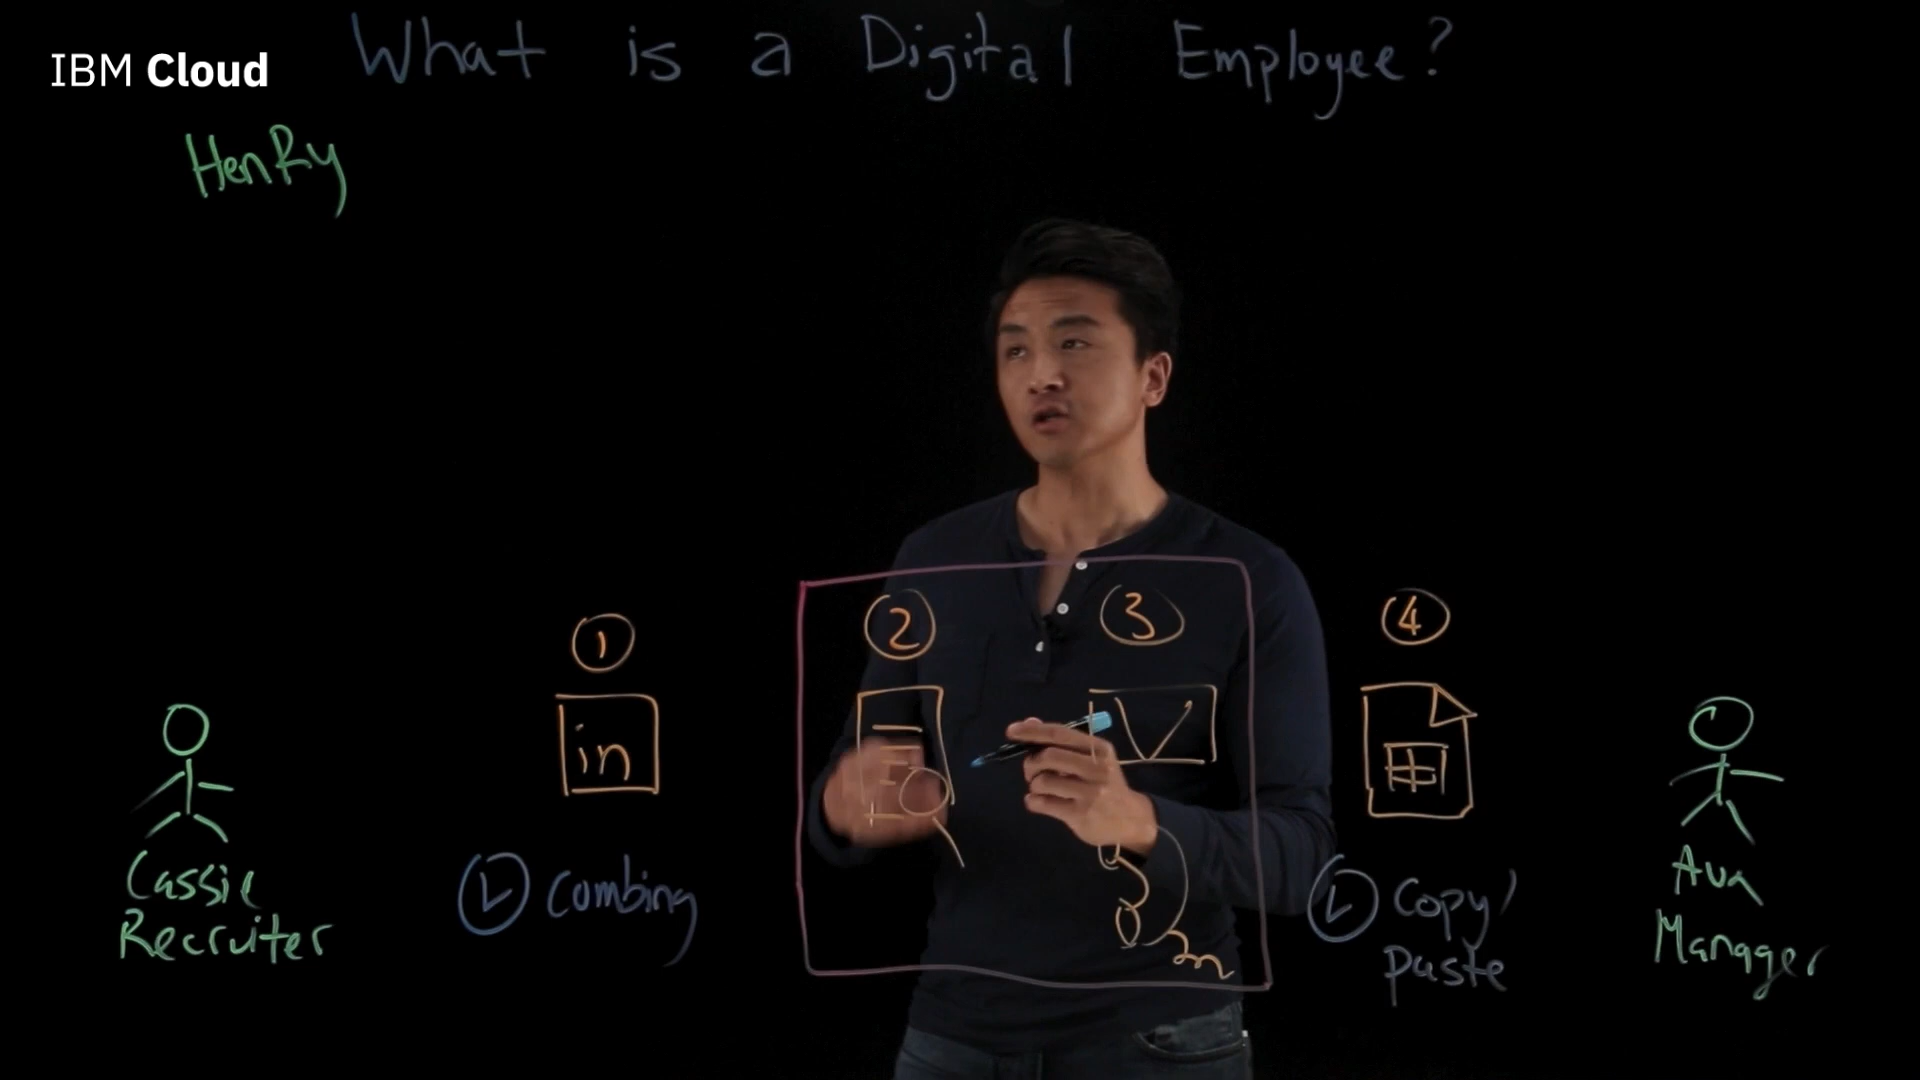 IBM Cloud
What is a Digital Employee?
HenRy
1
2
3
4
in
Cassie
Recruiter
Combing
Copy/
paste
Ava
Manager